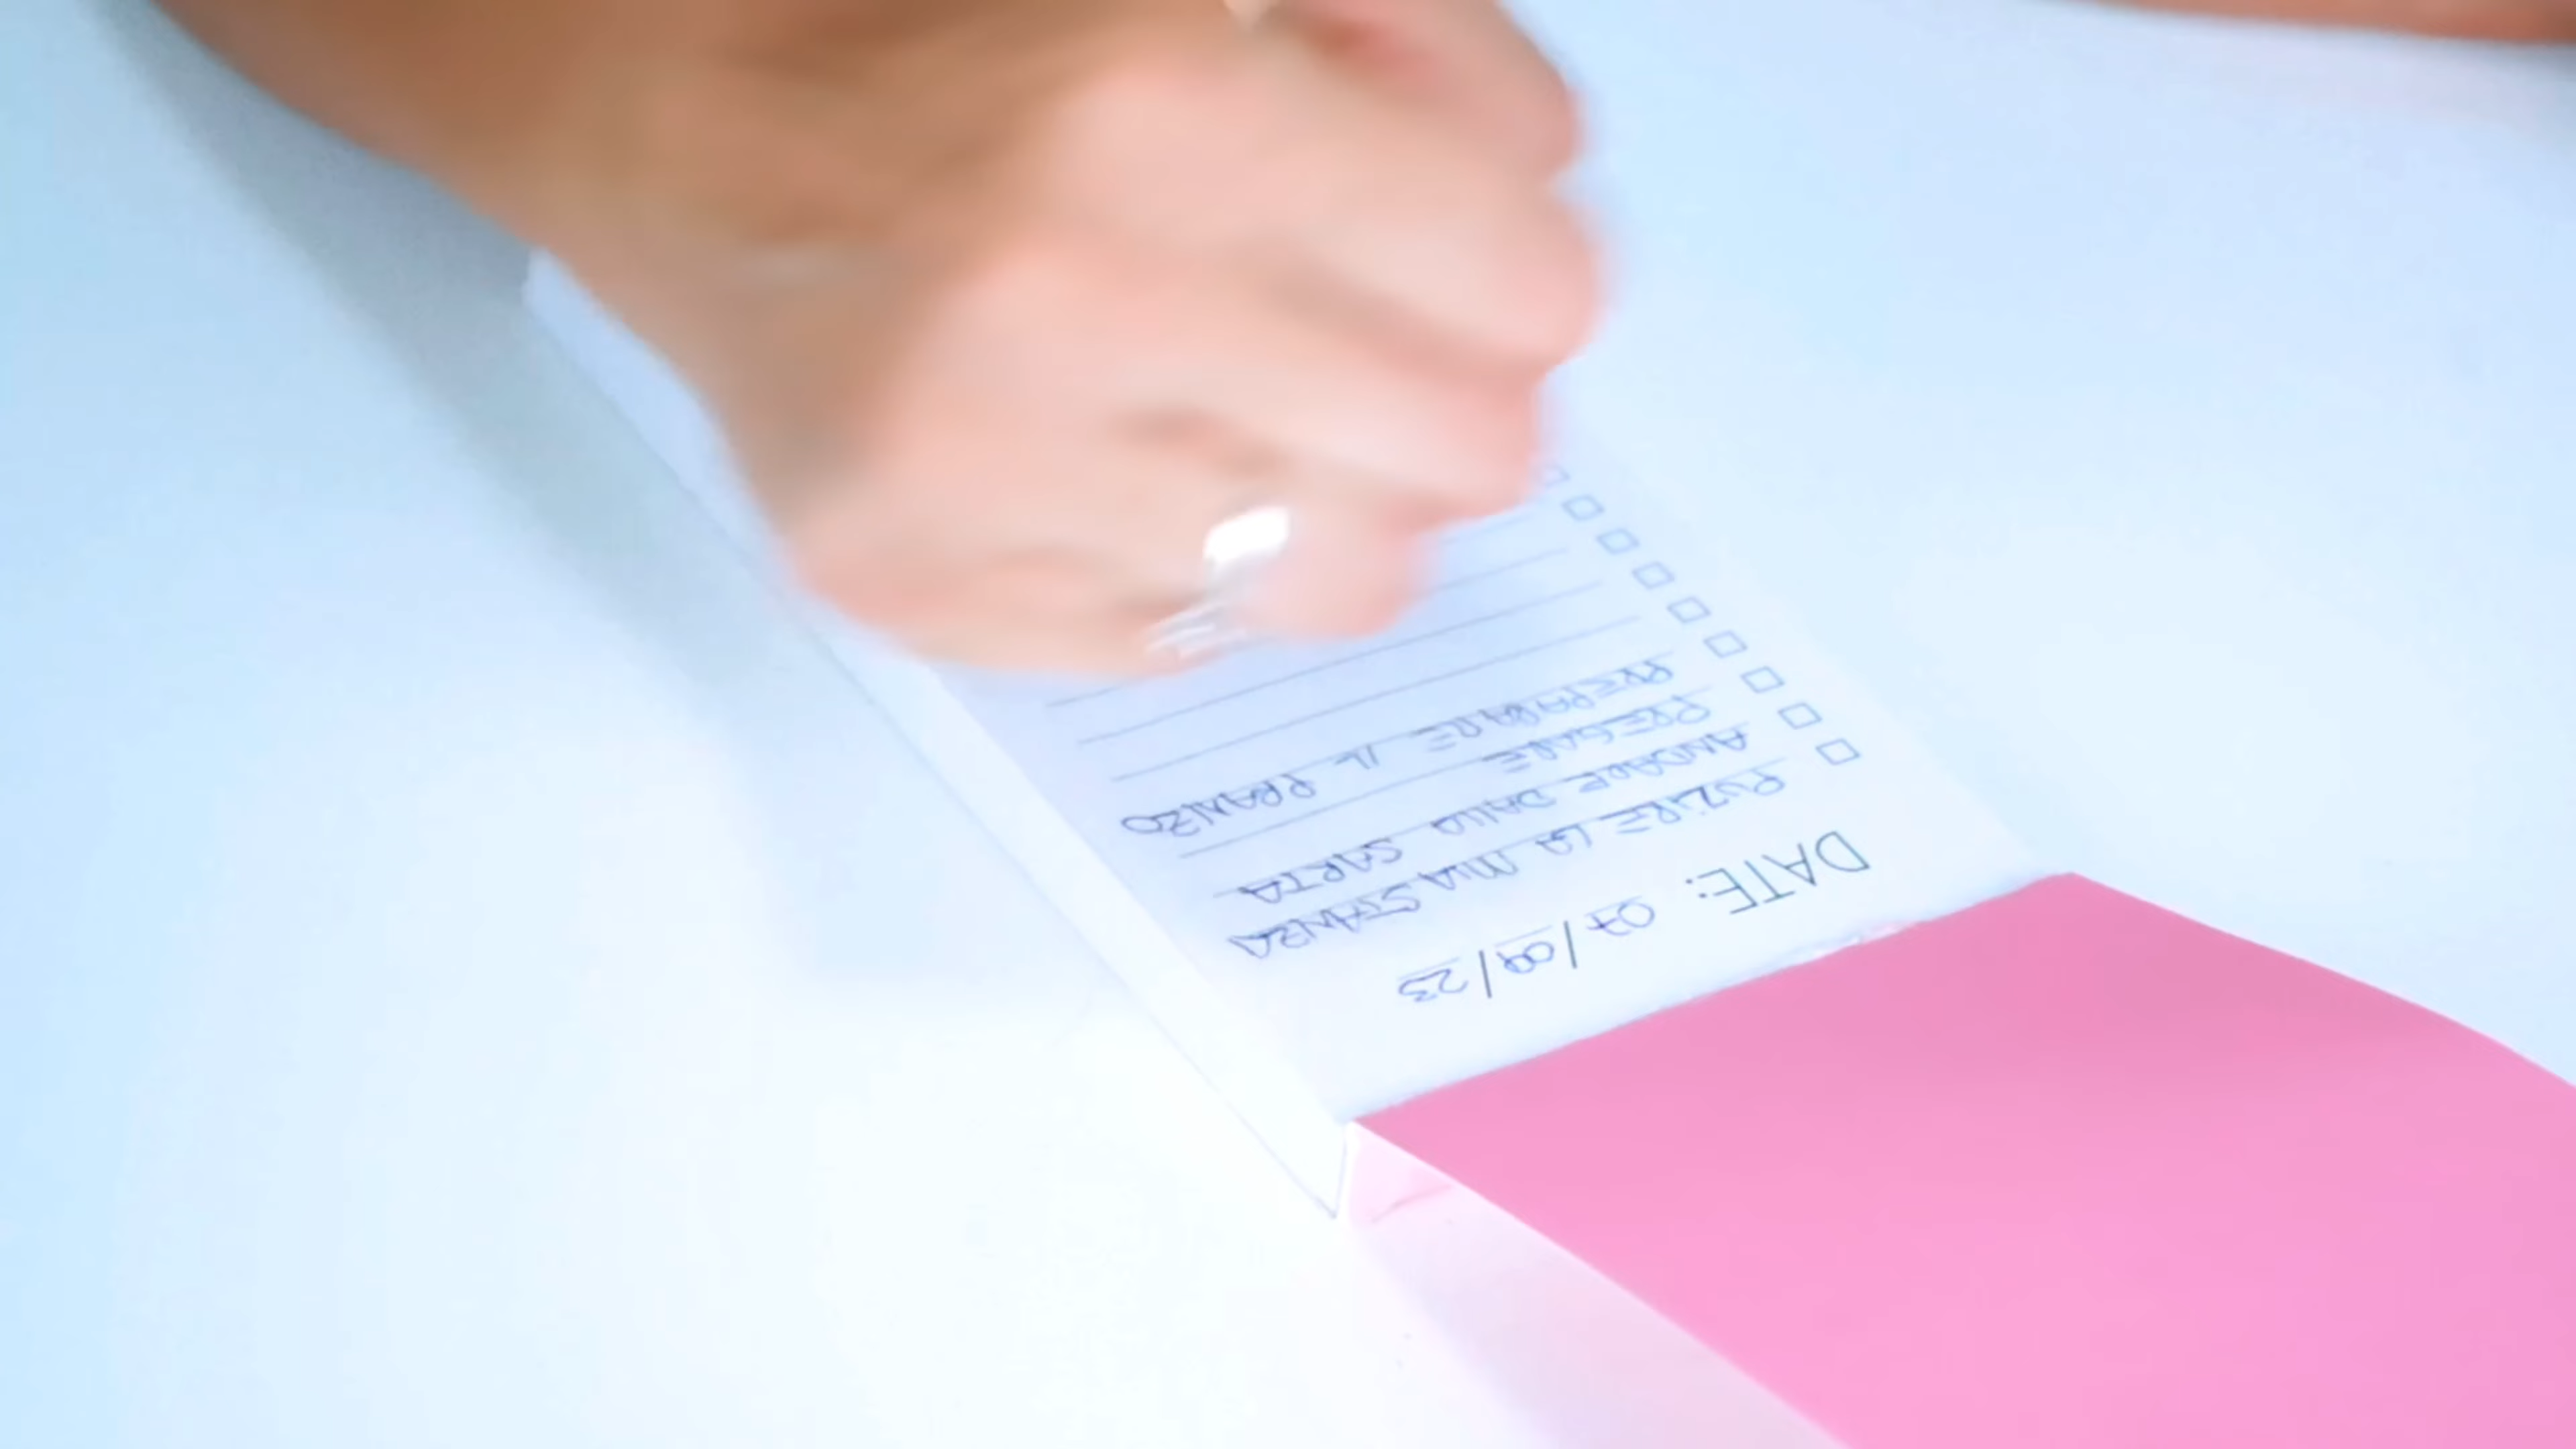 DATE: 07/09/23
PULIRE LA MIA STANZA
ANDARE DALLA SARTA
PREGARE
PREPARARE IL PRANZO